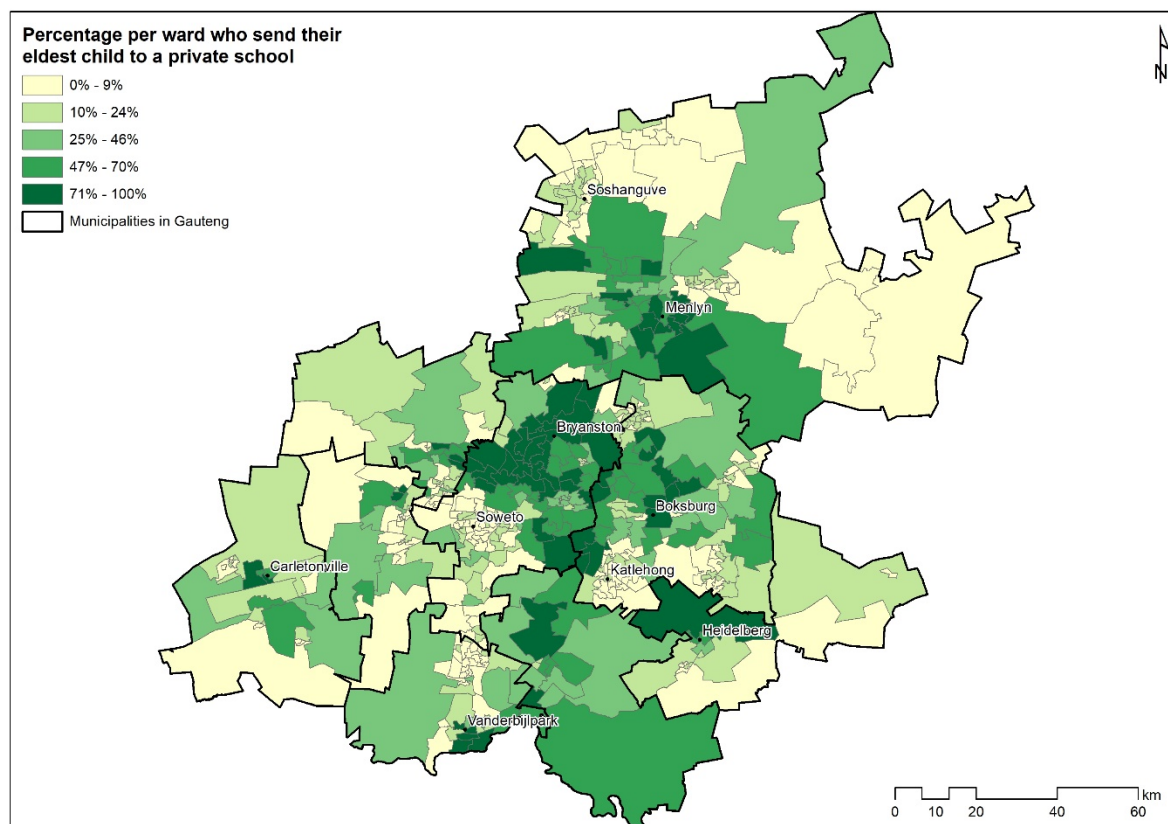 Percentage per ward who send their
eldest child to a private school
0% - 9%
10% - 24%
25% - 46%
47% - 70%
71% - 100%
Municipalities in Gauteng
N
Soshanguve
Menlyn
Bryanston
Soweto
Boksburg
Carletonville
Katlehong
Heidelberg
Vanderbijlpark
km
0 10 20 40 60